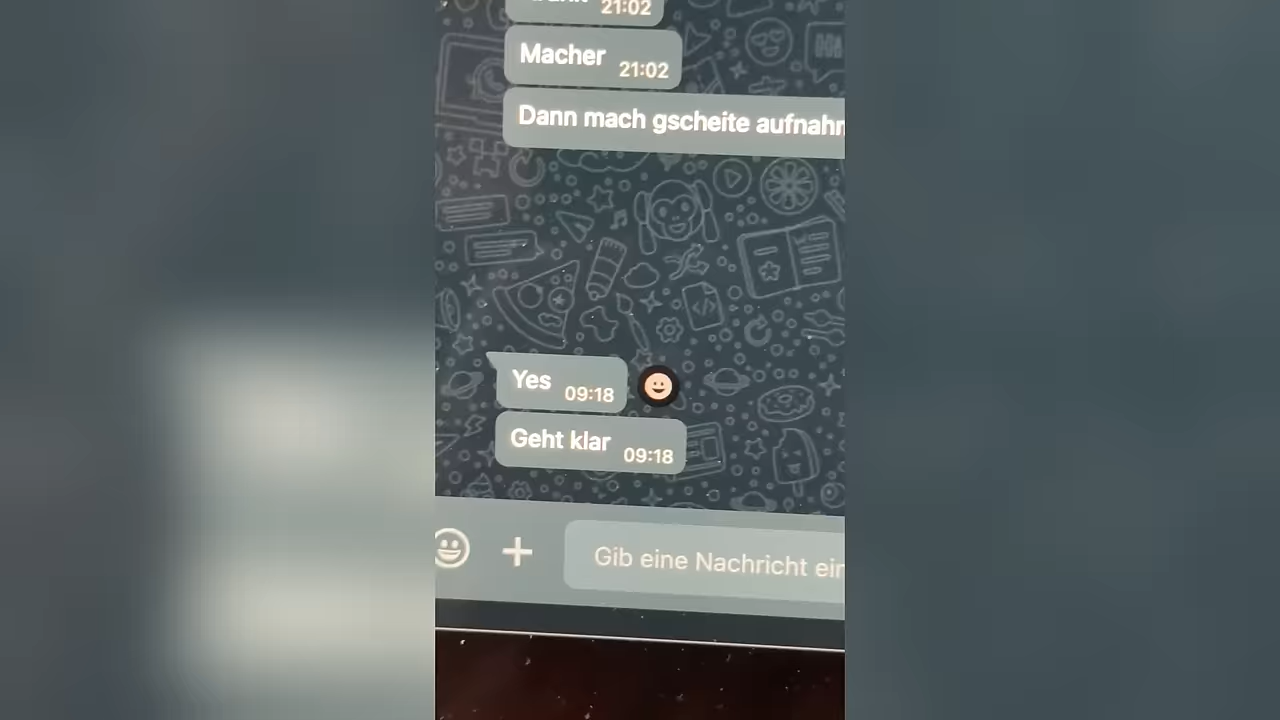 21:02
Macher 21:02
Dann mach gscheite aufnahm
Yes 09:18
Geht klar 09:18
Gib eine Nachricht ein